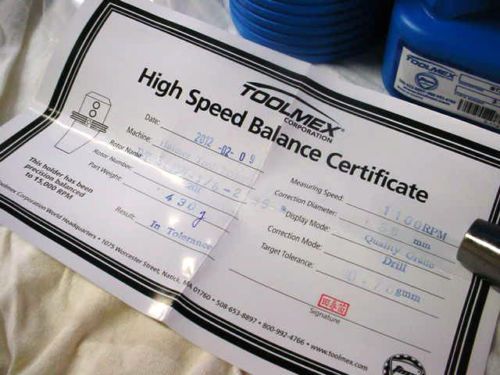 TOOLMEX
CORPORATION
High Speed Balance Certificate
Date: 2012-02-09
Machine:
Rotor Name:
Rotor Number:
Part Weight:
Result: In Tolerance
This holder has been
precision balanced
to 15,000 RPM
Measuring Speed: 1100RPM
Correction Diameter: mm
Display Mode: Quality Grade
Correction Mode: Drill
Target Tolerance: gmm
Signature
Toolmex Corporation World Headquarters • 1075 Worcester Street, Natick, MA 01760 • 508-653-8897 • 800-992-4766 • www.toolmex.com
TOOLMEX